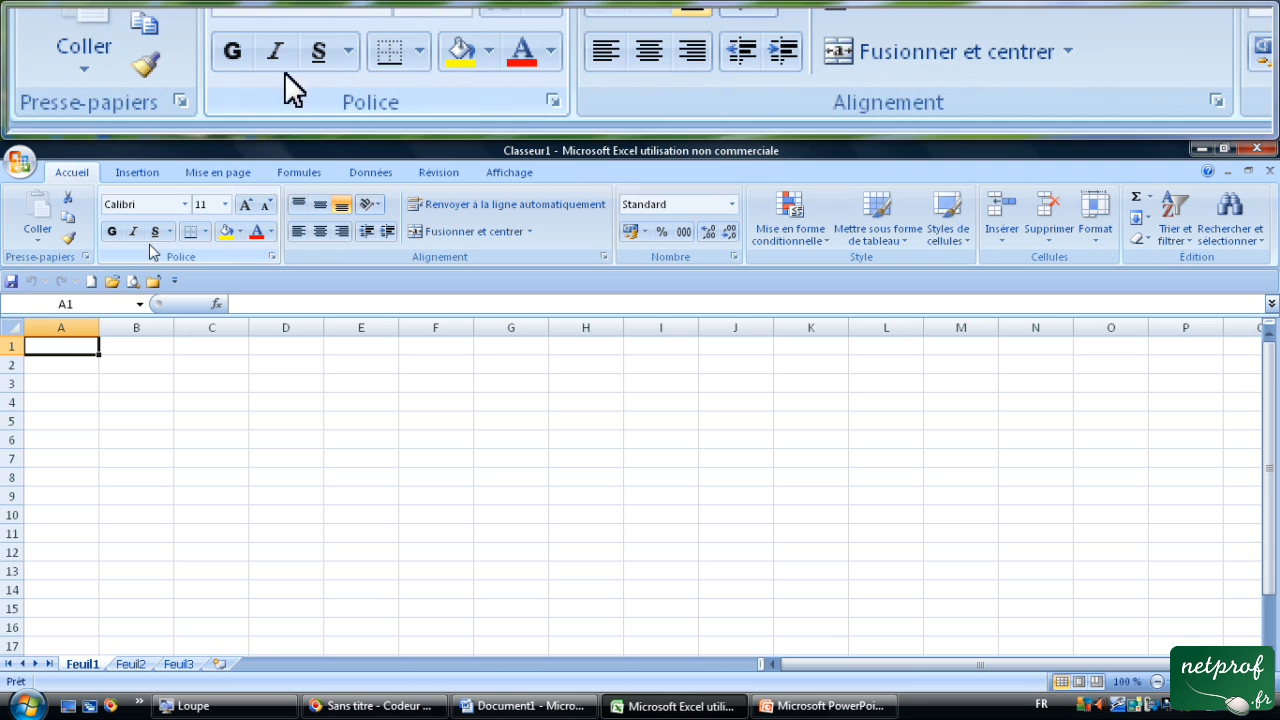 Coller
G I S A
Fusionner et centrer
Presse-papiers
Police
Alignement
Classeur1 - Microsoft Excel utilisation non commerciale
Accueil Insertion Mise en page Formules Données Révision Affichage
Coller
Presse-papiers
Calibri 11 A A
G I S A
Police
Renvoyer à la ligne automatiquement
Fusionner et centrer
Alignement
Standard
% 000
Nombre
Mise en forme conditionnelle
Mettre sous forme de tableau
Styles de cellules
Style
Insérer Supprimer Format
Cellules
Σ
Trier et filtrer
Rechercher et sélectionner
Edition
A1 fx
A B C D E F G H I J K L M N O P
1
2
3
4
5
6
7
8
9
10
11
12
13
14
15
16
17
Feuil1 Feuil2 Feuil3
Prêt 100 %
netprof
.fr
Loupe
Sans titre - Codeur ...
Document1 - Micro...
Microsoft Excel utili...
Microsoft PowerPoi...
FR